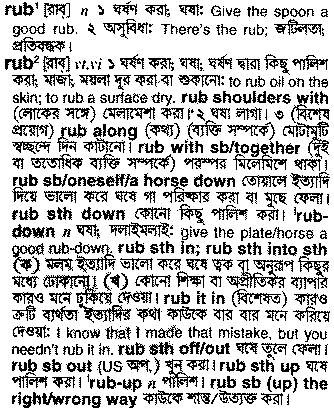 rub¹ [রাব্] n ১ ঘর্ষণ করা; ঘষা: Give the spoon a
good rub. ২ অসুবিধা: There's the rub; জটিলতা;
প্রতিবন্ধক।
rub² [রাব্] vt,vi ১ ঘর্ষণ করা; ঘষা; ঘর্ষণ দ্বারা কিছু পালিশ
করা, মাজা, ময়লা দূর করা বা শুকানো: to rub oil on the
skin; to rub a surface dry. rub shoulders with
(লোকের সঙ্গে) মেলামেশা করা। ২ ঘষা লাগা। ৩ (বিশেষ
প্রয়োগ) rub along (কথ্য) (ব্যক্তি সম্পর্কে) মোটামুটি
স্বচ্ছন্দে দিন কাটানো। rub with sb/together (দুই
বা ততোধিক ব্যক্তি সম্পর্কে) পরস্পর মিলেমিশে থাকা।
rub sb/oneself/a horse down তোয়ালে ইত্যাদি
দিয়ে ভালো করে ঘষে গা পরিষ্কার করা বা মুছে ফেলা।
rub sth down কোনো কিছু পালিশ করা। ˈrub-
down n ঘষা, দলাইমলাই: give the plate/horse a
good rub-down. rub sth in; rub sth into sth
(ক) মলম ইত্যাদি ভালো করে ঘষে ত্বক বা অনুরূপ কিছুর
মধ্যে ঢোকানো। (খ) কোনো শিক্ষা বা অপ্রীতিকর ব্যাপার
কারও মনে ঢুকিয়ে দেওয়া। rub it in (বিশেষত) কারও
ত্রুটি ব্যর্থতা ইত্যাদির কথা কাউকে বার বার মনে করিয়ে
দেওয়া: I know that I made that mistake, but you
needn't rub it in. rub sth off/out ঘষে তুলে ফেলা।
rub sb out (US অপ.) খুন করা। rub sth up ঘষে
পালিশ করা। ˈrub-up n পালিশ। rub sb (up) the
right/wrong way কাউকে শান্ত/উত্যক্ত করা।